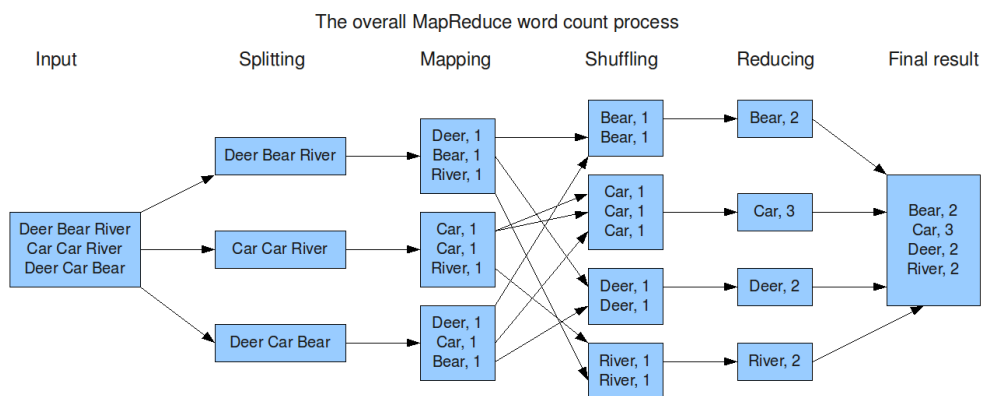 The overall MapReduce word count process
Input
Splitting
Mapping
Shuffling
Reducing
Final result
Deer Bear River
Car Car River
Deer Car Bear
Deer Bear River
Car Car River
Deer Car Bear
Deer, 1
Bear, 1
River, 1
Car, 1
Car, 1
River, 1
Deer, 1
Car, 1
Bear, 1
Bear, 1
Bear, 1
Car, 1
Car, 1
Car, 1
Deer, 1
Deer, 1
River, 1
River, 1
Bear, 2
Car, 3
Deer, 2
River, 2
Bear, 2
Car, 3
Deer, 2
River, 2